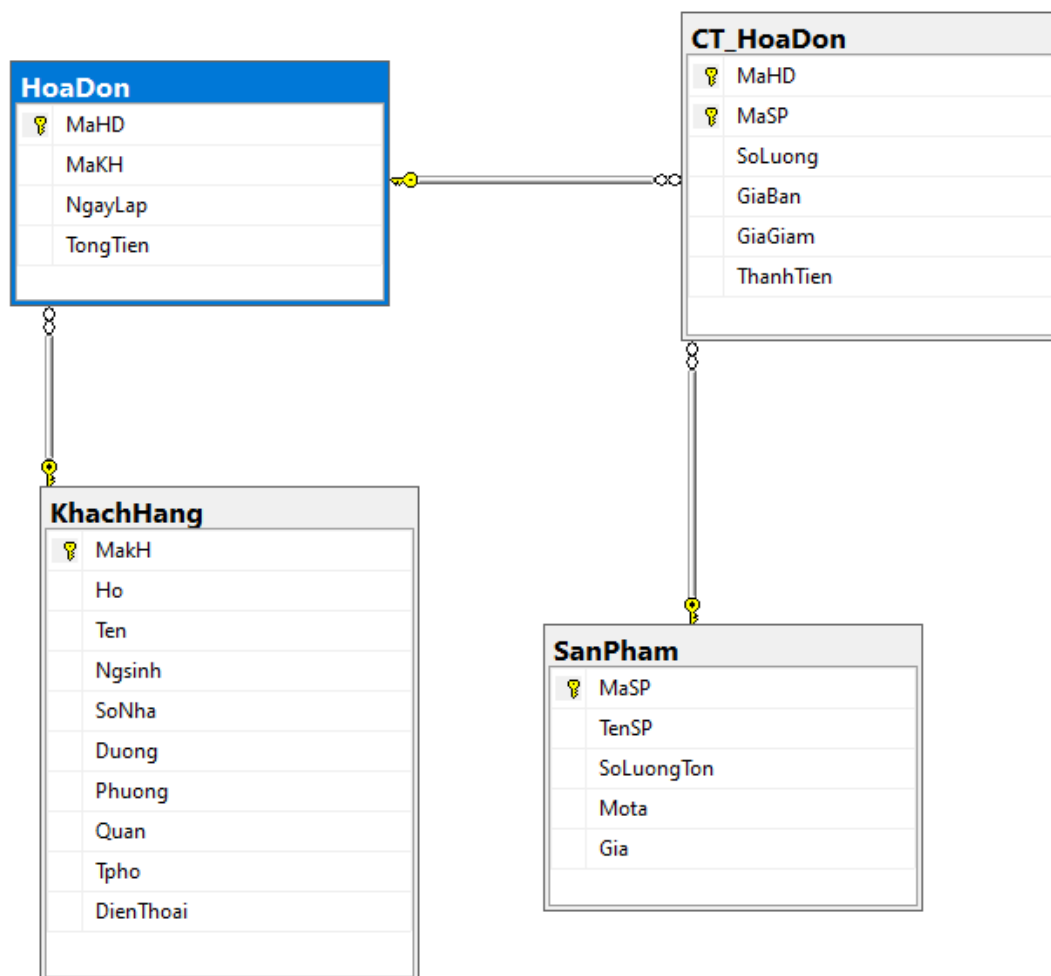 HoaDon
MaHD
MaKH
NgayLap
TongTien
CT_HoaDon
MaHD
MaSP
SoLuong
GiaBan
GiaGiam
ThanhTien
KhachHang
MakH
Ho
Ten
Ngsinh
SoNha
Duong
Phuong
Quan
Tpho
DienThoai
SanPham
MaSP
TenSP
SoLuongTon
Mota
Gia